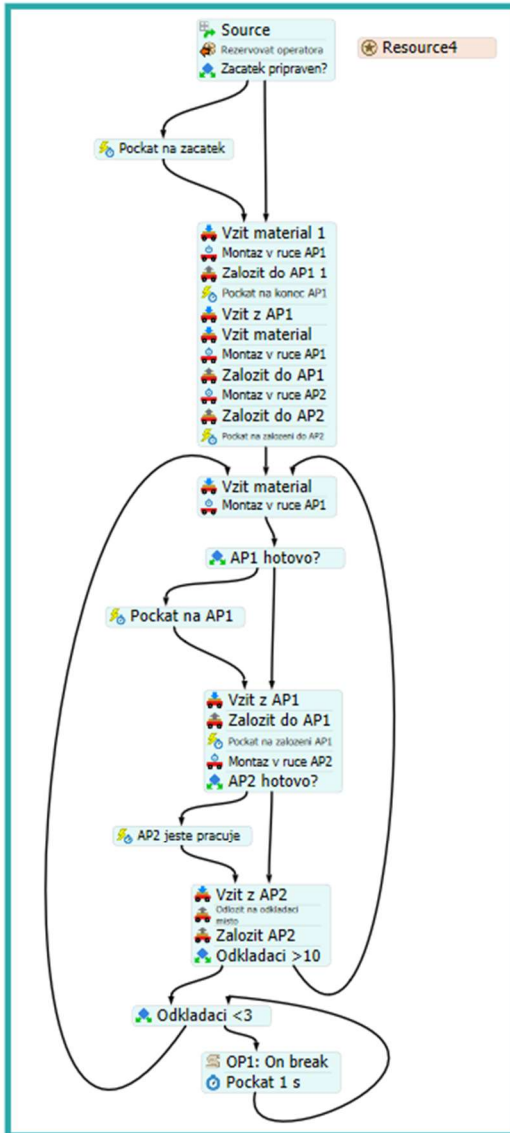 Source
Rezervovat operatora
Zacatek pripraven?
Resource4
Pockat na zacatek
Vzit material 1
Montaz v ruce AP1
Zalozit do AP1 1
Pockat na konec AP1
Vzit z AP1
Vzit material
Montaz v ruce AP1
Zalozit do AP1
Montaz v ruce AP2
Zalozit do AP2
Pockat na zalozeni do AP2
Vzit material
Montaz v ruce AP1
AP1 hotovo?
Pockat na AP1
Vzit z AP1
Zalozit do AP1
Pockat na zalozeni AP1
Montaz v ruce AP2
AP2 hotovo?
AP2 jeste pracuje
Vzit z AP2
Odlozit na odkladaci
misto
Zalozit AP2
Odkladaci >10
Odkladaci <3
OP1: On break
Pockat 1 s